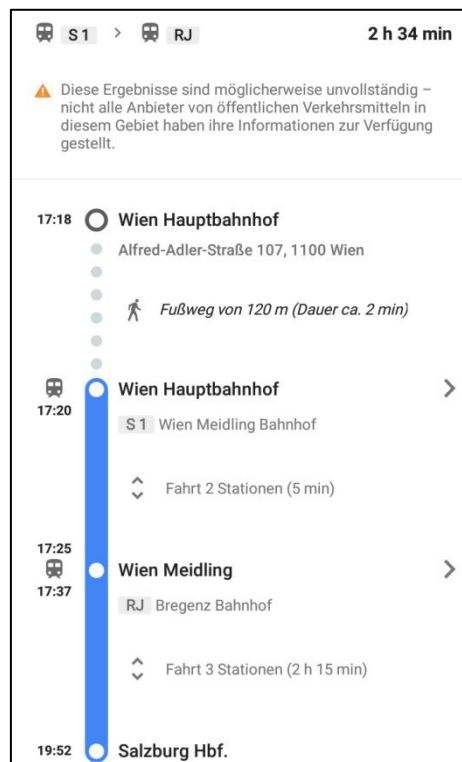 S 1 > RJ 2 h 34 min
Diese Ergebnisse sind möglicherweise unvollständig –
nicht alle Anbieter von öffentlichen Verkehrsmitteln in
diesem Gebiet haben ihre Informationen zur Verfügung
gestellt.
17:18 Wien Hauptbahnhof
Alfred-Adler-Straße 107, 1100 Wien
Fußweg von 120 m (Dauer ca. 2 min)
Wien Hauptbahnhof
17:20
S 1 Wien Meidling Bahnhof
Fahrt 2 Stationen (5 min)
17:25
Wien Meidling
17:37
RJ Bregenz Bahnhof
Fahrt 3 Stationen (2 h 15 min)
19:52 Salzburg Hbf.